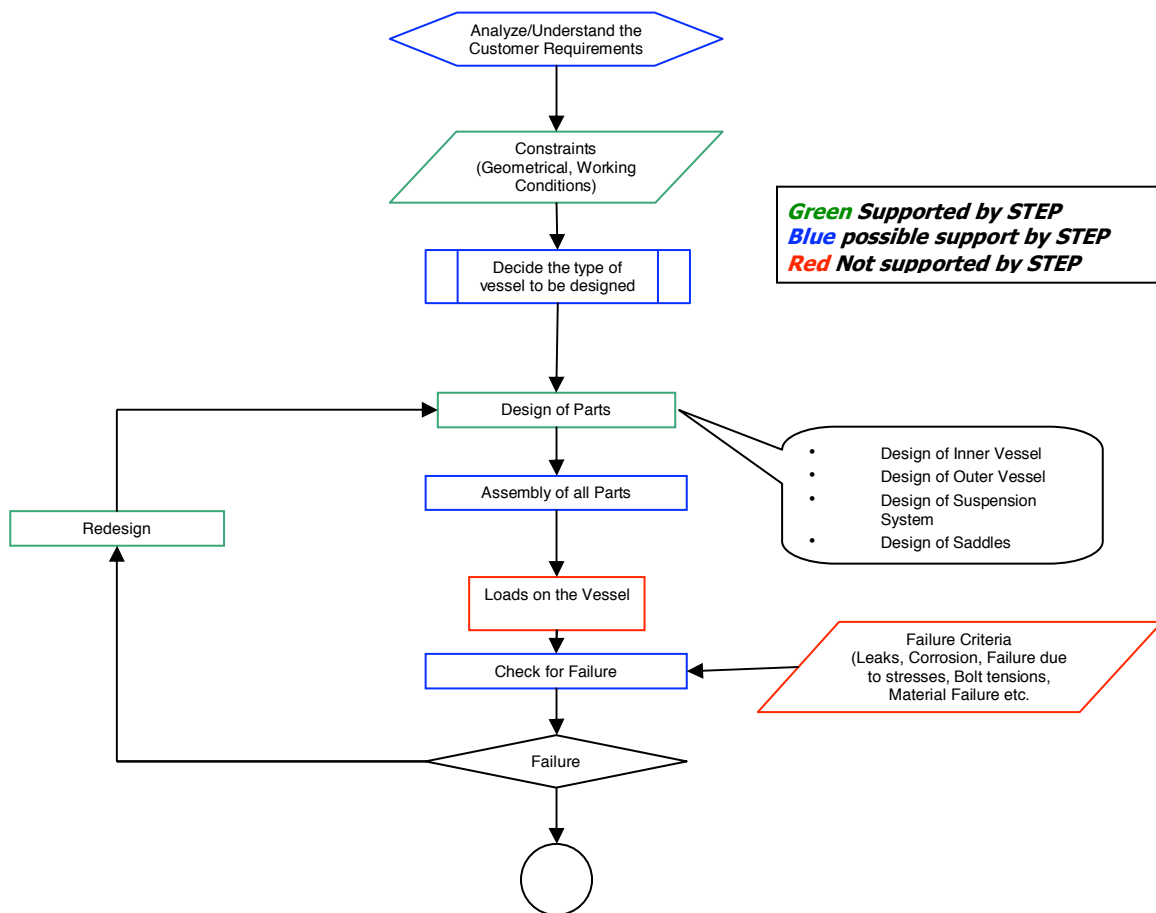 Analyze/Understand the
Customer Requirements
Constraints
(Geometrical, Working
Conditions)
Green Supported by STEP
Blue possible support by STEP
Red Not supported by STEP
Decide the type of
vessel to be designed
Design of Parts
• Design of Inner Vessel
• Design of Outer Vessel
• Design of Suspension
System
• Design of Saddles
Assembly of all Parts
Redesign
Loads on the Vessel
Failure Criteria
(Leaks, Corrosion, Failure due
to stresses, Bolt tensions,
Material Failure etc.
Check for Failure
Failure